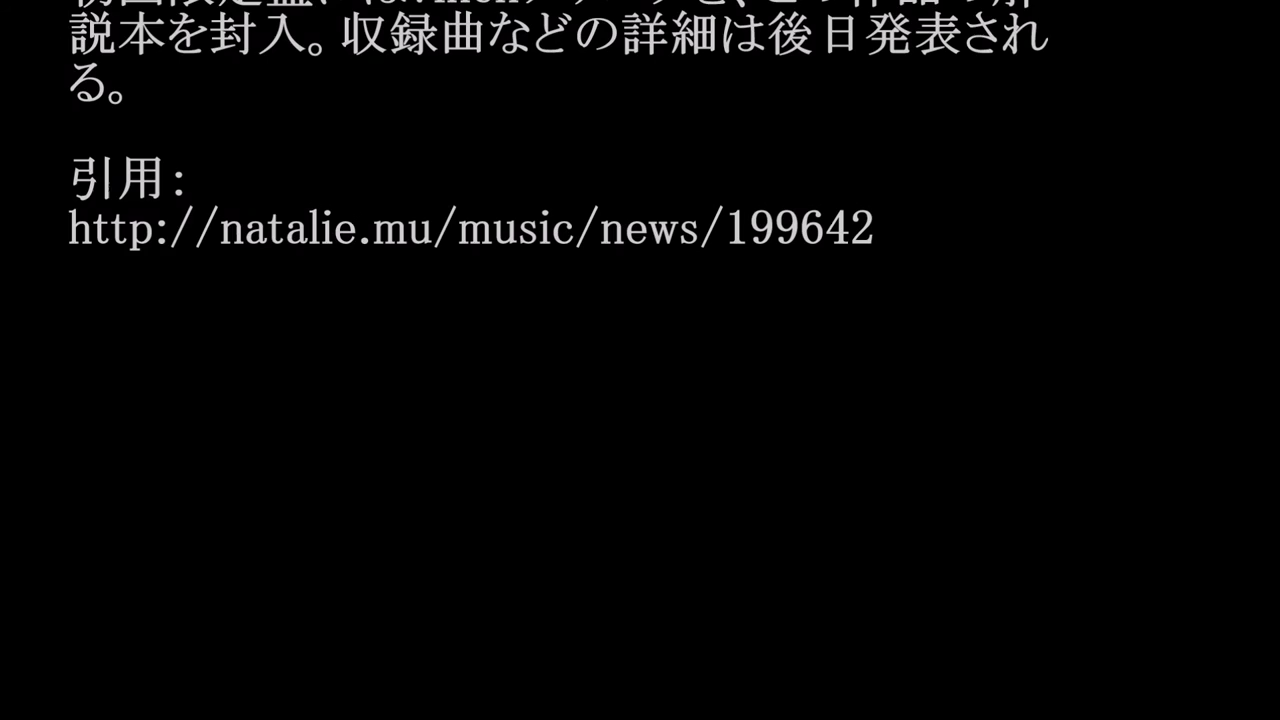 説本を封入。収録曲などの詳細は後日発表され
る。
引用：
http://natalie.mu/music/news/199642